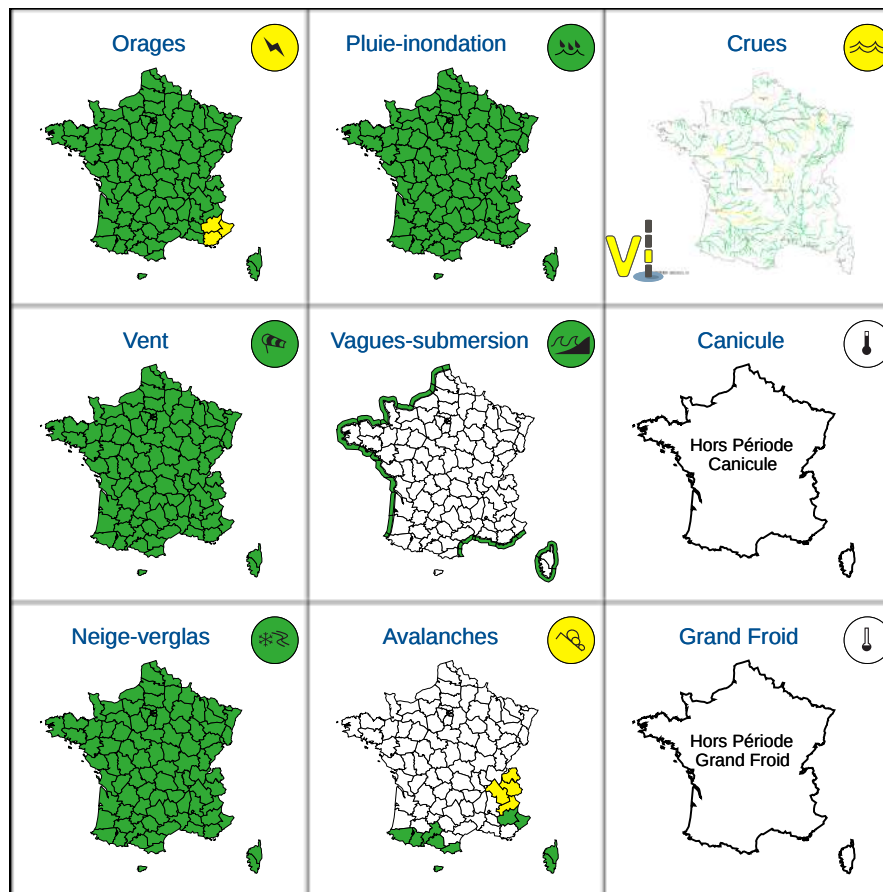 Orages
Pluie-inondation
Crues
Vent
Vagues-submersion
Canicule
Hors Période
Canicule
Neige-verglas
Avalanches
Grand Froid
Hors Période
Grand Froid